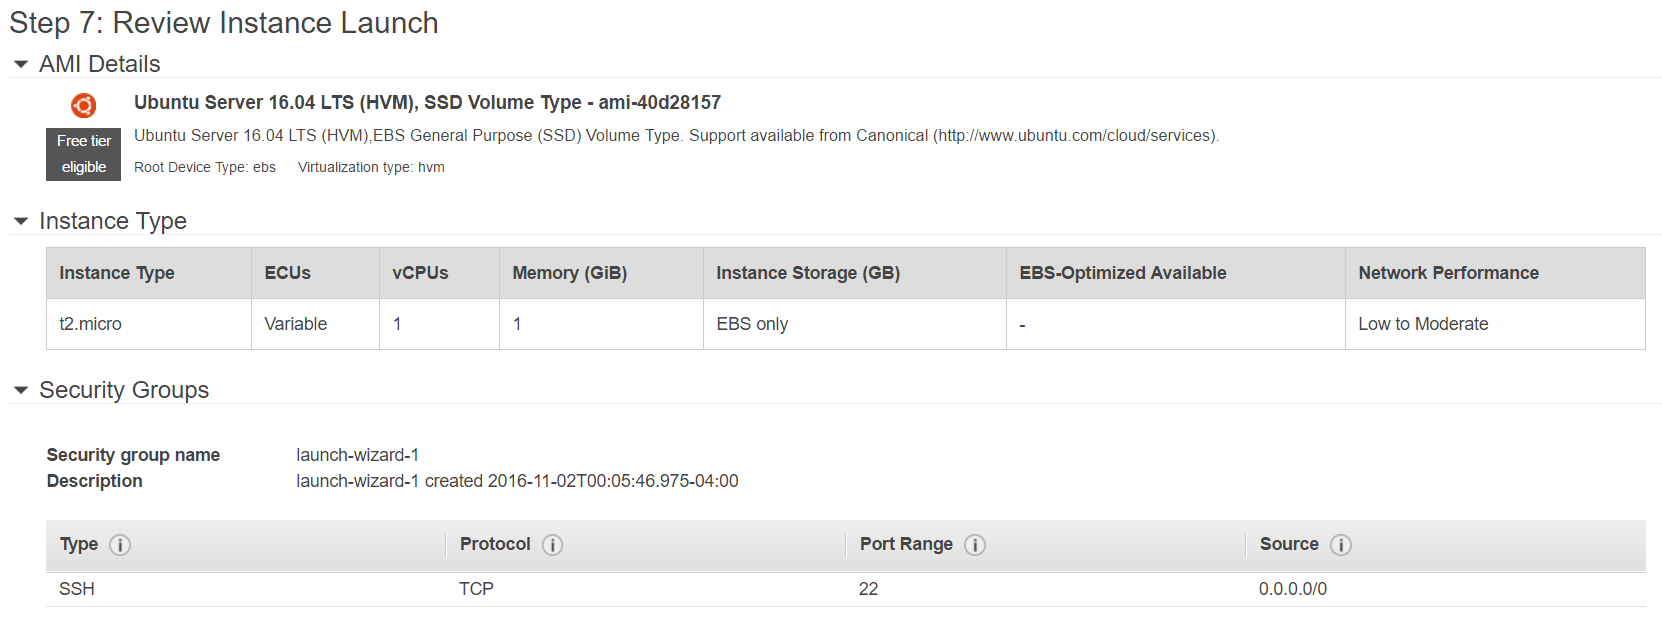 Step 7: Review Instance Launch
AMI Details
Ubuntu Server 16.04 LTS (HVM), SSD Volume Type - ami-40d28157
Free tier eligible
Ubuntu Server 16.04 LTS (HVM),EBS General Purpose (SSD) Volume Type. Support available from Canonical (http://www.ubuntu.com/cloud/services).
Root Device Type: ebs Virtualization type: hvm
Instance Type
Instance Type ECUs vCPUs Memory (GiB) Instance Storage (GB) EBS-Optimized Available Network Performance
t2.micro Variable 1 1 EBS only - Low to Moderate
Security Groups
Security group name launch-wizard-1
Description launch-wizard-1 created 2016-11-02T00:05:46.975-04:00
Type Protocol Port Range Source
SSH TCP 22 0.0.0.0/0